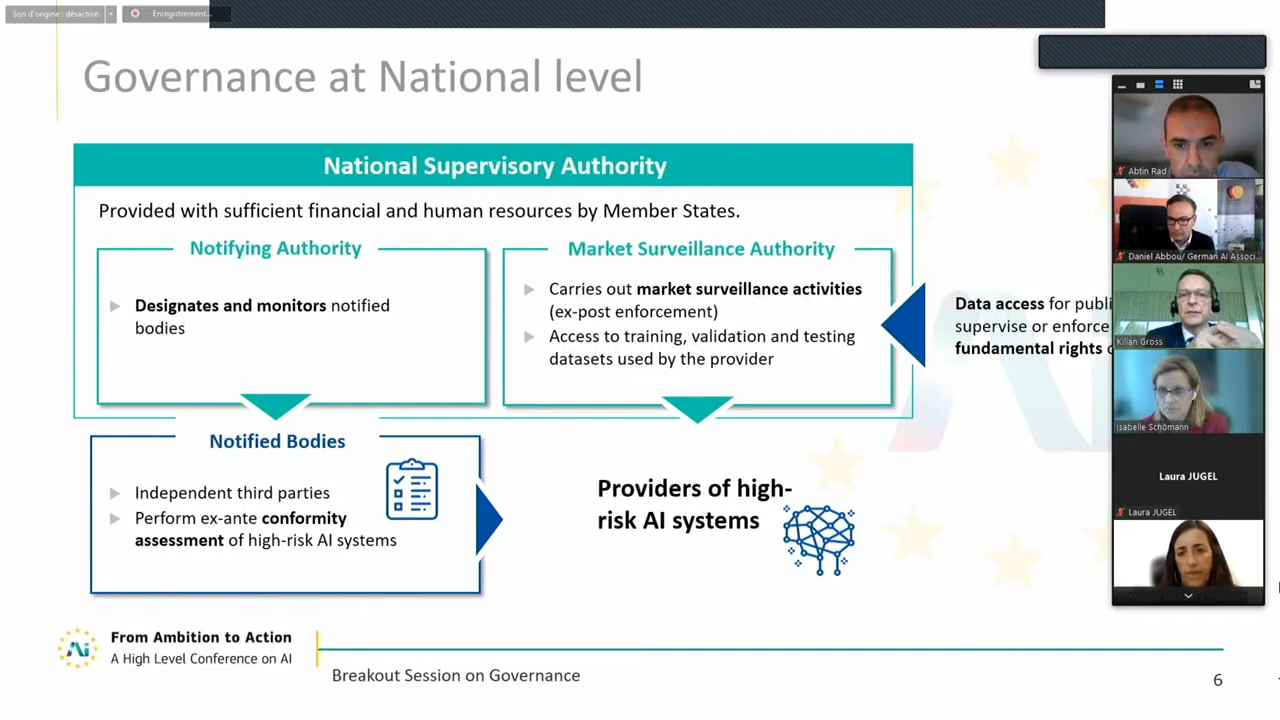 Son d'origine : désactivé
Enregistrement...
Governance at National level
National Supervisory Authority
Provided with sufficient financial and human resources by Member States.
Notifying Authority
Designates and monitors notified
bodies
Market Surveillance Authority
Carries out market surveillance activities
(ex-post enforcement)
Access to training, validation and testing
datasets used by the provider
Data access for publi
supervise or enforce
fundamental rights
Notified Bodies
Independent third parties
Perform ex-ante conformity
assessment of high-risk AI systems
Providers of high-
risk AI systems
Abtin Rad
Daniel Abbou/ German AI Associ...
Kilian Gross
Isabelle Schömann
Laura JUGEL
Laura JUGEL
From Ambition to Action
A High Level Conference on AI
Breakout Session on Governance
6